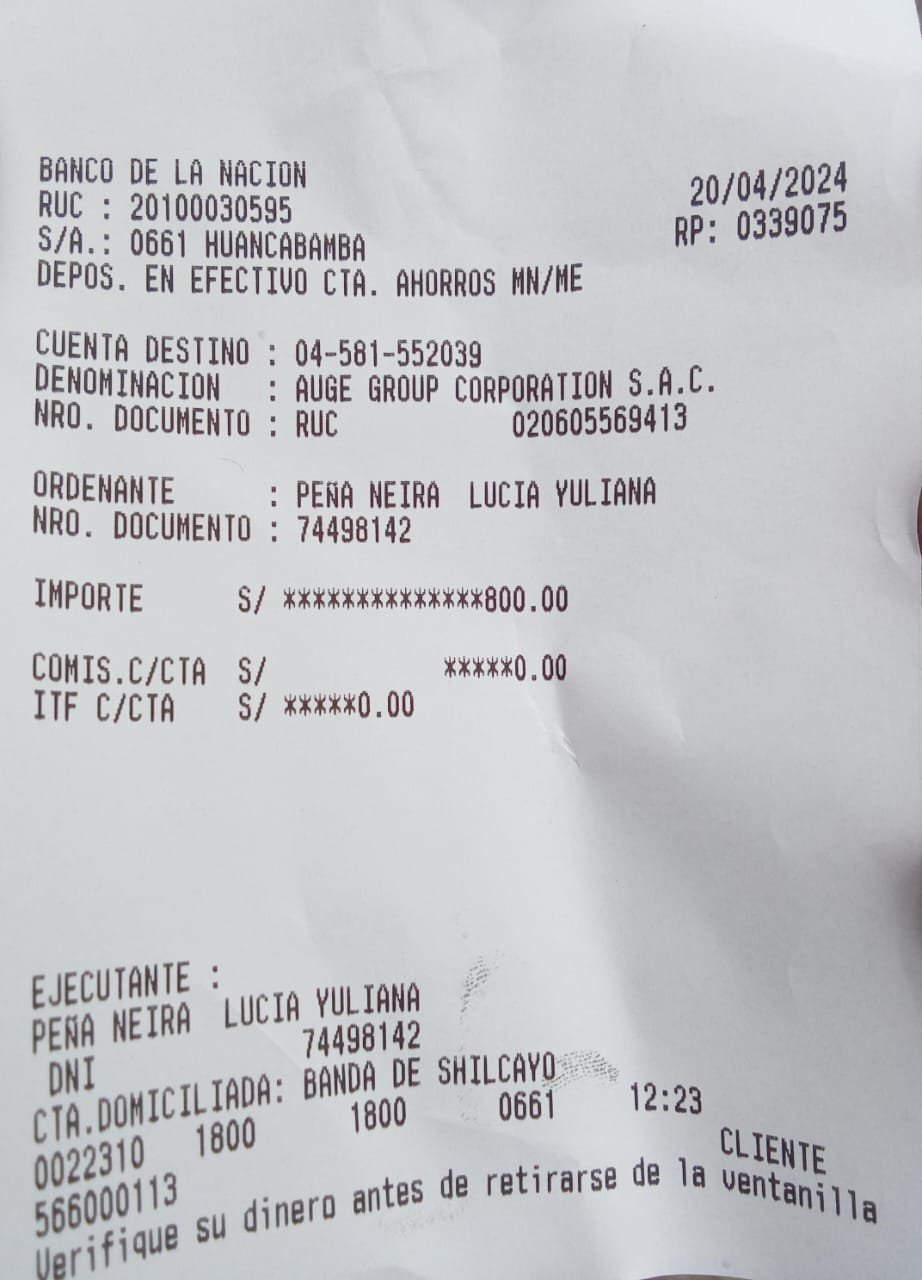 BANCO DE LA NACION
20/04/2024
RUC : 20100030595
RP: 0339075
S/A.: 0661 HUANCABAMBA
DEPOS. EN EFECTIVO CTA. AHORROS MN/ME
CUENTA DESTINO : 04-581-552039
DENOMINACION : AUGE GROUP CORPORATION S.A.C.
NRO. DOCUMENTO : RUC 020605569413
ORDENANTE : PEÑA NEIRA LUCIA YULIANA
NRO. DOCUMENTO : 74498142
IMPORTE S/ **************800.00
COMIS.C/CTA S/ *****0.00
ITF C/CTA S/ *****0.00
EJECUTANTE :
PEÑA NEIRA LUCIA YULIANA
DNI 74498142
CTA.DOMICILIADA: BANDA DE SHILCAYO
0022310 1800 1800 0661 12:23
566000113 CLIENTE
Verifique su dinero antes de retirarse de la ventanilla